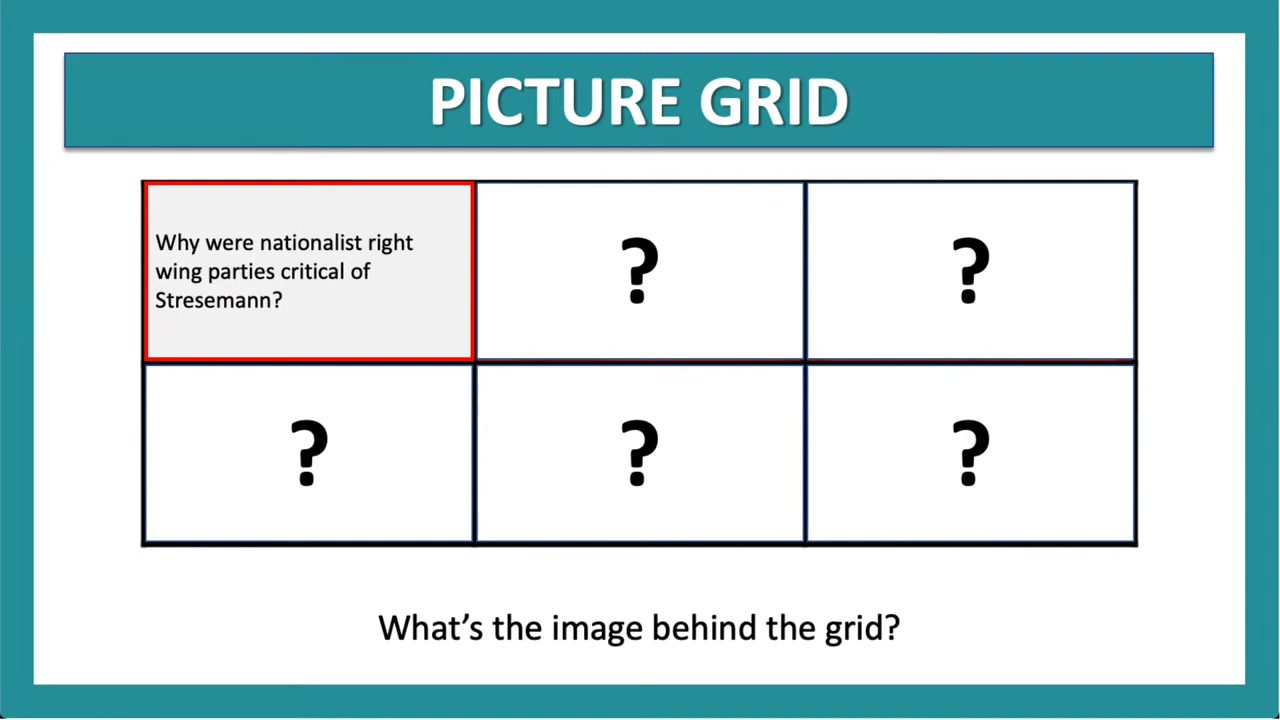 PICTURE GRID
Why were nationalist right
wing parties critical of
Stresemann?
?
?
?
?
?
What’s the image behind the grid?